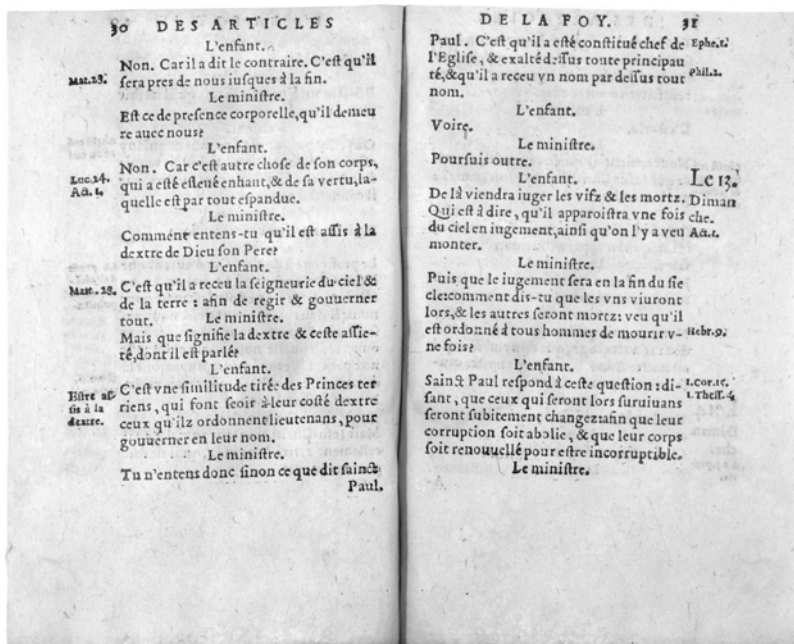 30 DES ARTICLES
L'enfant.
Non. Car il a dit le contraire. C'eſt qu'il
Mat.28. ſera pres de nous iuſques à la fin.
Le miniſtre.
Eſt ce de preſence corporelle, qu'il demeu
re auec nous?
L'enfant.
Non. Car c'eſt autre choſe de ſon corps,
Luc.24. qui a eſté eſleué enhaut, & de ſa vertu, la-
Act.1. quelle eſt par tout eſpandue.
Le miniſtre.
Comment entens-tu qu'il eſt aſſis à la
dextre de Dieu ſon Pere?
L'enfant.
Mat. 28. C'eſt qu'il a receu la ſeigneurie du ciel &
de la terre : afin de regir & gouuerner
tout. Le miniſtre.
Mais que ſignifie la dextre & ceſte aſſie-
té, dont il eſt parlé?
L'enfant.
Eſtre aſ C'eſt vne ſimilitude tirée des Princes ter
ſis à la riens, qui font ſeoir à leur coſté dextre
dextre. ceux qu'ilz ordonnent lieutenans, pour
gouuerner en leur nom.
Le miniſtre.
Tu n'entens donc ſinon ce que dit ſainct
Paul.
DE LA FOY. 31
Paul. C'eſt qu'il a eſté conſtitué chef de Ephe.1.
l'Egliſe, & exalté deſſus toute principau
té, & qu'il a receu vn nom par deſſus tout Phil.2.
nom.
L'enfant.
Voire.
Le miniſtre.
Pourſuis outre.
L'enfant. Le 13.
De là viendra iuger les vifz & les mortz. Diman
Qui eſt à dire, qu'il apparoiſtra vne fois che.
du ciel en iugement, ainſi qu'on l'y a veu Act.1.
monter.
Le miniſtre.
Puis que le iugement ſera en la fin du ſie
cle: comment dis-tu que les vns viuront
lors, & les autres ſeront mortz: veu qu'il
eſt ordonné à tous hommes de mourir v- Hebr.9.
ne fois?
L'enfant.
Sainct Paul reſpond à ceſte queſtion : di- 1.Cor.15.
ſant, que ceux qui ſeront lors ſuruiuans 1.Theſſ.4.
ſeront ſubitement changez: afin que leur
corruption ſoit abolie, & que leur corps
ſoit renouuellé pour eſtre incorruptible.
Le miniſtre.